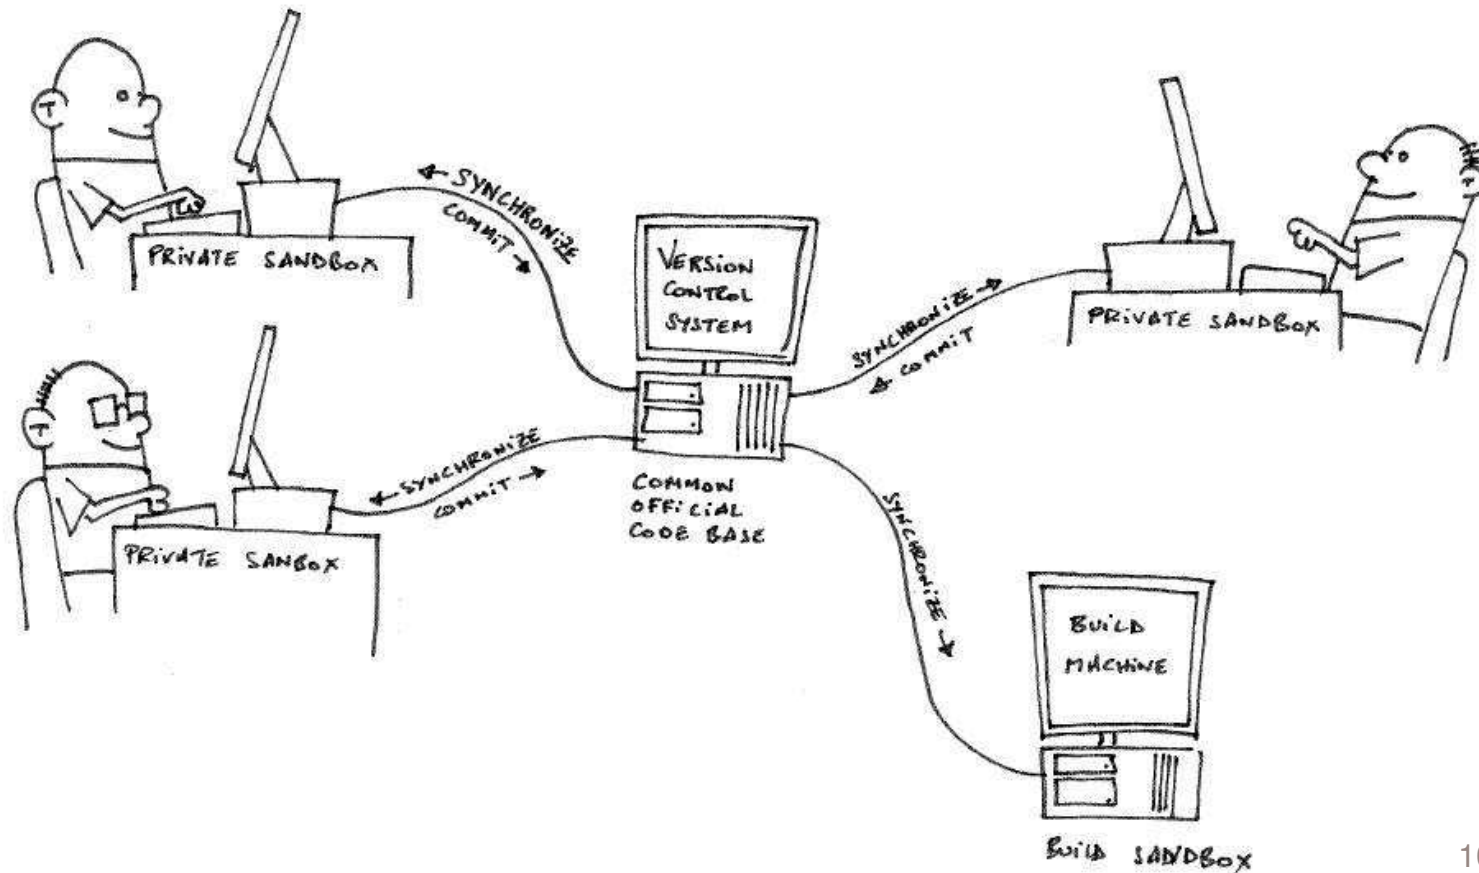 SYNCHRONIZE
COMMIT
PRIVATE SANDBOX
VERSION
CONTROL
SYSTEM
SYNCHRONIZE
COMMIT
PRIVATE SANDBOX
SYNCHRONIZE
COMMIT
PRIVATE SANBOX
COMMON
OFFICIAL
CODE BASE
SYNCHRONIZE
BUILD
MACHINE
BUILD SANDBOX